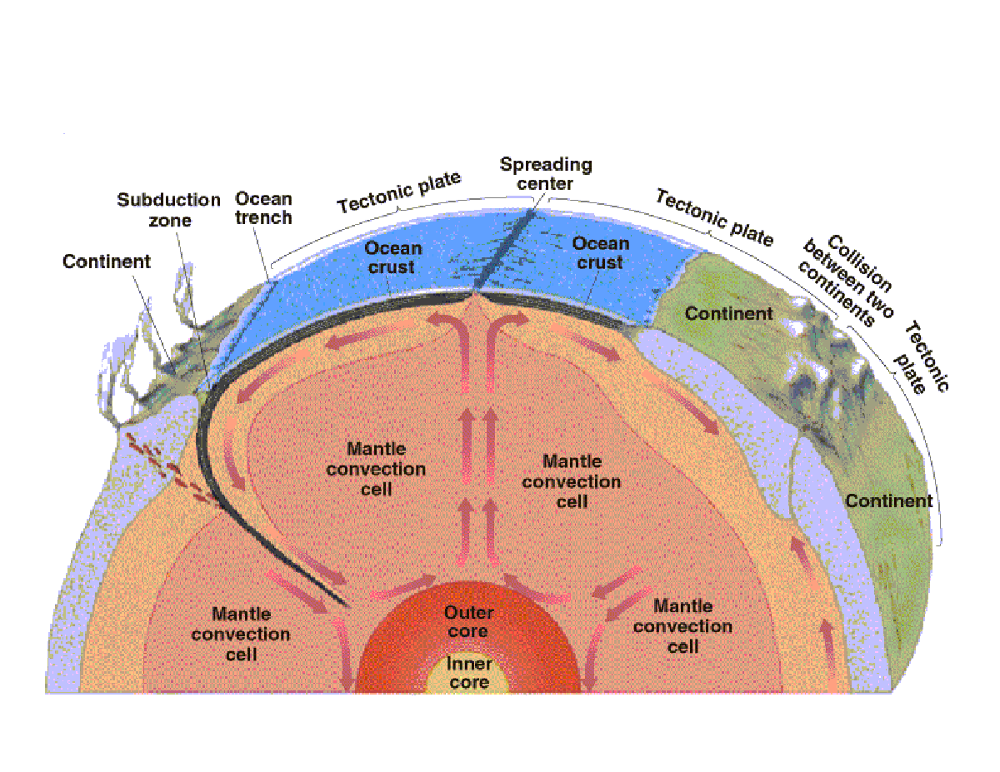 Spreading
center
Tectonic plate
Tectonic plate
Subduction
zone
Ocean
trench
Continent
Ocean
crust
Ocean
crust
Collision
between two
continents
Continent
Tectonic
plate
Mantle
convection
cell
Mantle
convection
cell
Continent
Mantle
convection
cell
Outer
core
Mantle
convection
cell
Inner
core